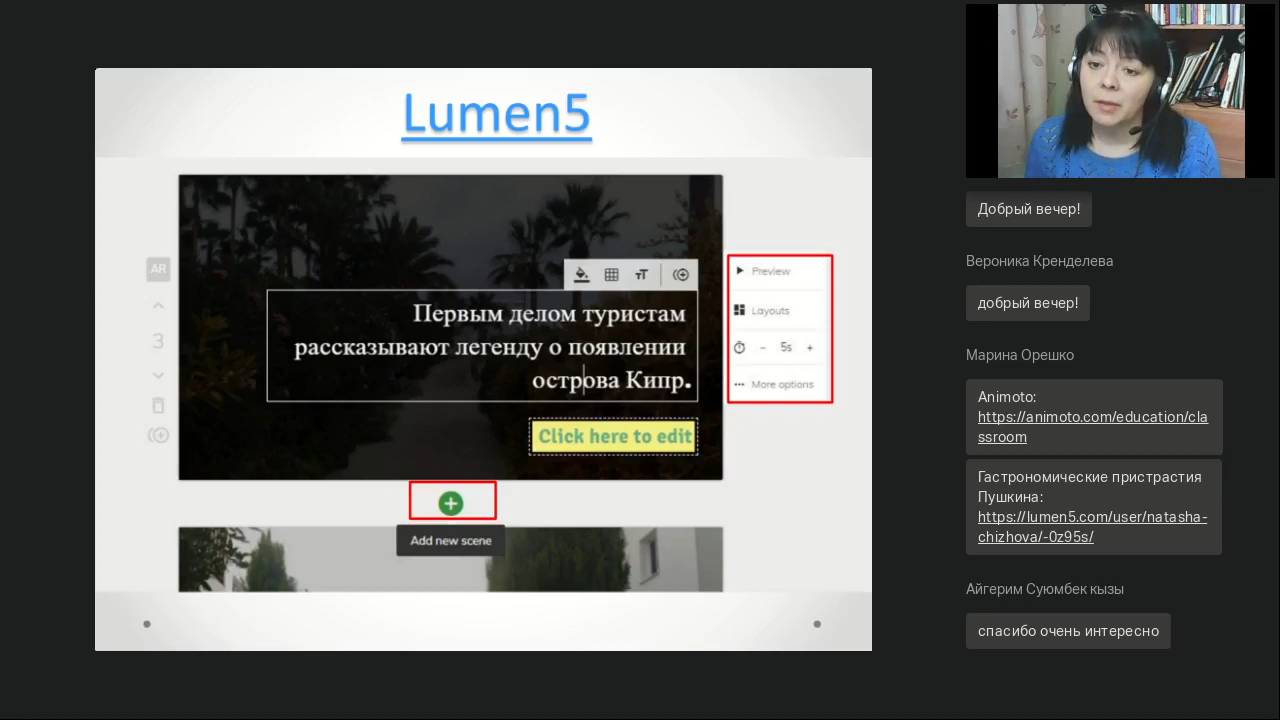 Lumen5
AR
3
Первым делом туристам
рассказывают легенду о появлении
острова Кипр.
Click here to edit
Preview
Layouts
− 5s +
More options
Add new scene
Добрый вечер!
Вероника Кренделева
добрый вечер!
Марина Орешко
Animoto:
https://animoto.com/education/cla
ssroom
Гастрономические пристрастия
Пушкина:
https://lumen5.com/user/natasha-
chizhova/-0z95s/
Айгерим Суюмбек кызы
спасибо очень интересно